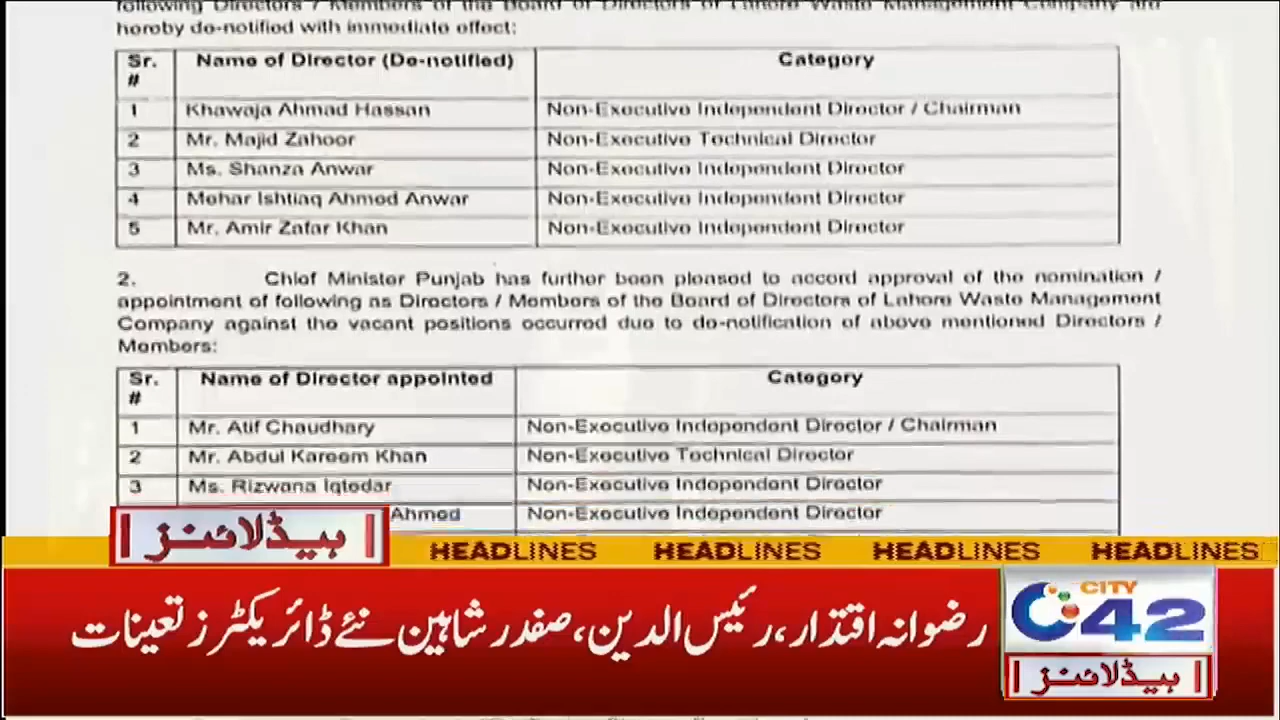 following Directors / Members of the Board of Directors of Lahore Waste Management Company are
hereby de-notified with immediate effect:
Sr. # Name of Director (De-notified) Category
1 Khawaja Ahmad Hassan Non-Executive Independent Director / Chairman
2 Mr. Majid Zahoor Non-Executive Technical Director
3 Ms. Shanza Anwar Non-Executive Independent Director
4 Mehar Ishtiaq Ahmed Anwar Non-Executive Independent Director
5 Mr. Amir Zafar Khan Non-Executive Independent Director
2. Chief Minister Punjab has further been pleased to accord approval of the nomination /
appointment of following as Directors / Members of the Board of Directors of Lahore Waste Management
Company against the vacant positions occurred due to de-notification of above mentioned Directors /
Members:
Sr. # Name of Director appointed Category
1 Mr. Atif Chaudhary Non-Executive Independent Director / Chairman
2 Mr. Abdul Kareem Khan Non-Executive Technical Director
3 Ms. Rizwana Iqtedar Non-Executive Independent Director
Ahmed Non-Executive Independent Director
ہیڈلائنز
HEADLINES HEADLINES HEADLINES HEADLINES
رضوانہ اقتدار، رئیس الدین، صفدر شاہین نئے ڈائریکٹرز تعینات
CITY
42
ہیڈلائنز